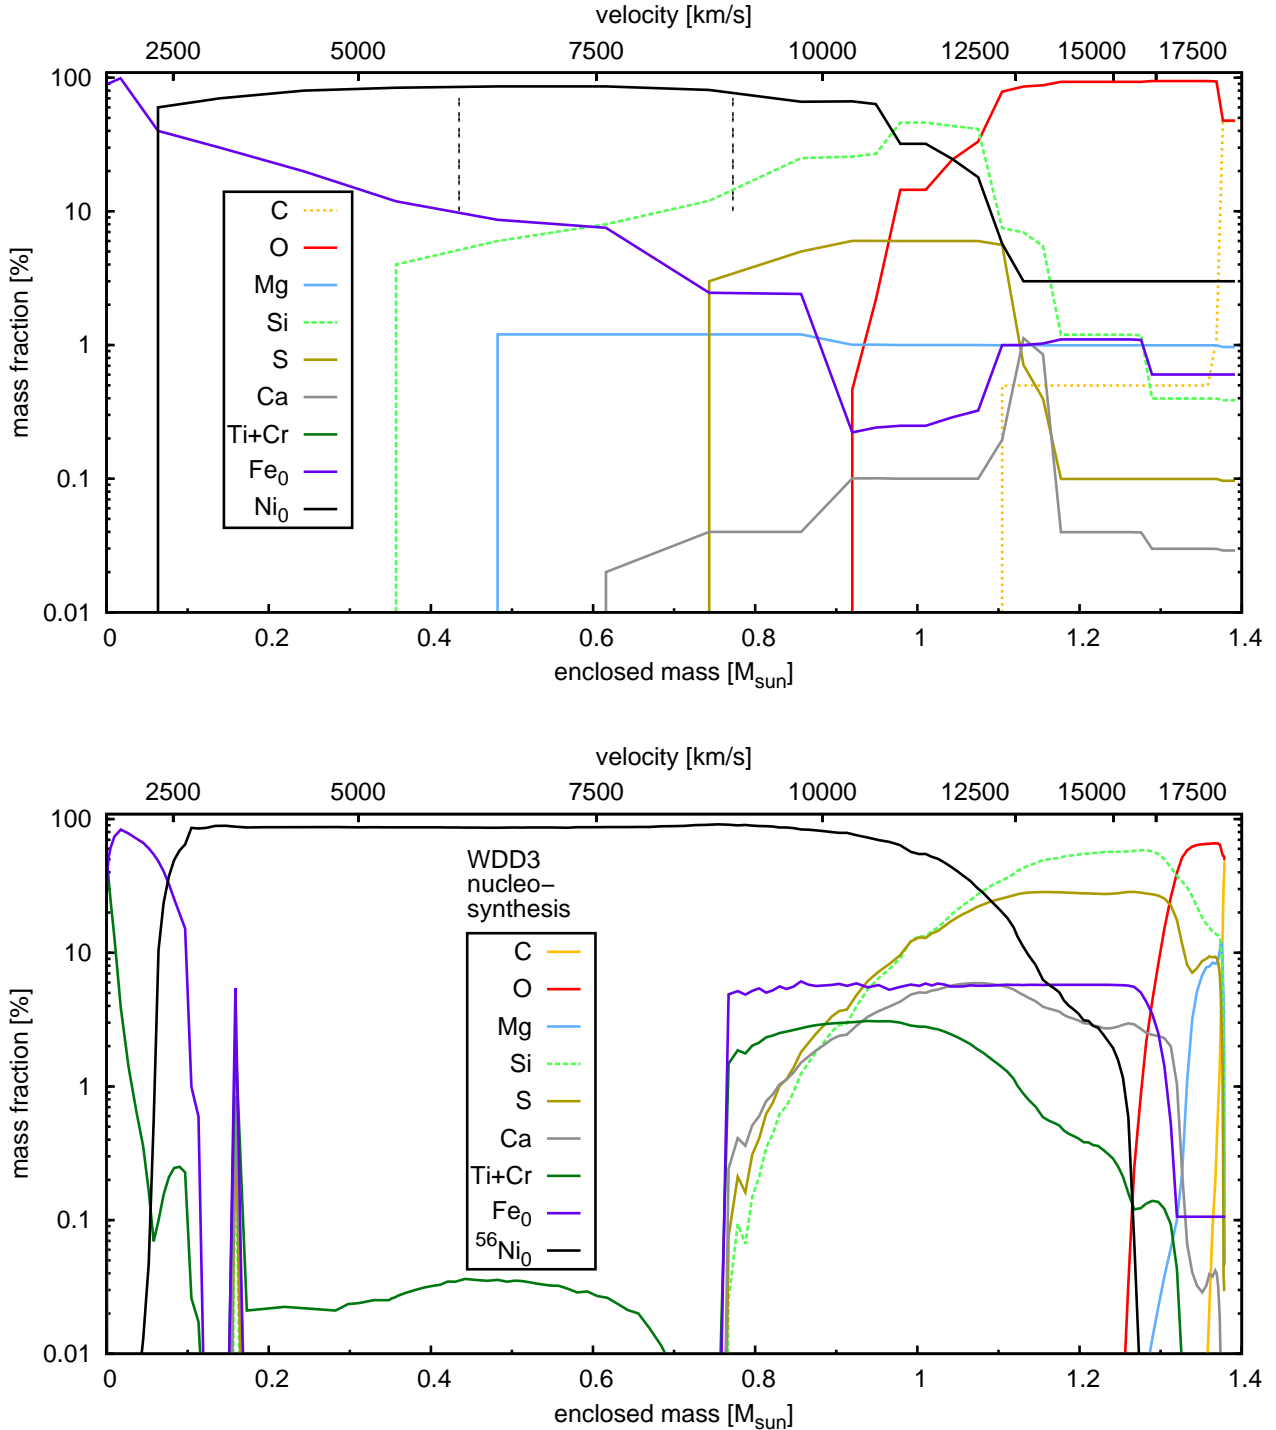 velocity [km/s]
2500 5000 7500 10000 12500 15000 17500
100
10
1
0.1
0.01
mass fraction [%]
C
O
Mg
Si
S
Ca
Ti+Cr
Fe0
Ni0
0 0.2 0.4 0.6 0.8 1 1.2 1.4
enclosed mass [Msun]
velocity [km/s]
2500 5000 7500 10000 12500 15000 17500
100
10
1
0.1
0.01
mass fraction [%]
WDD3
nucleo−
synthesis
C
O
Mg
Si
S
Ca
Ti+Cr
Fe0
56Ni0
0 0.2 0.4 0.6 0.8 1 1.2 1.4
enclosed mass [Msun]